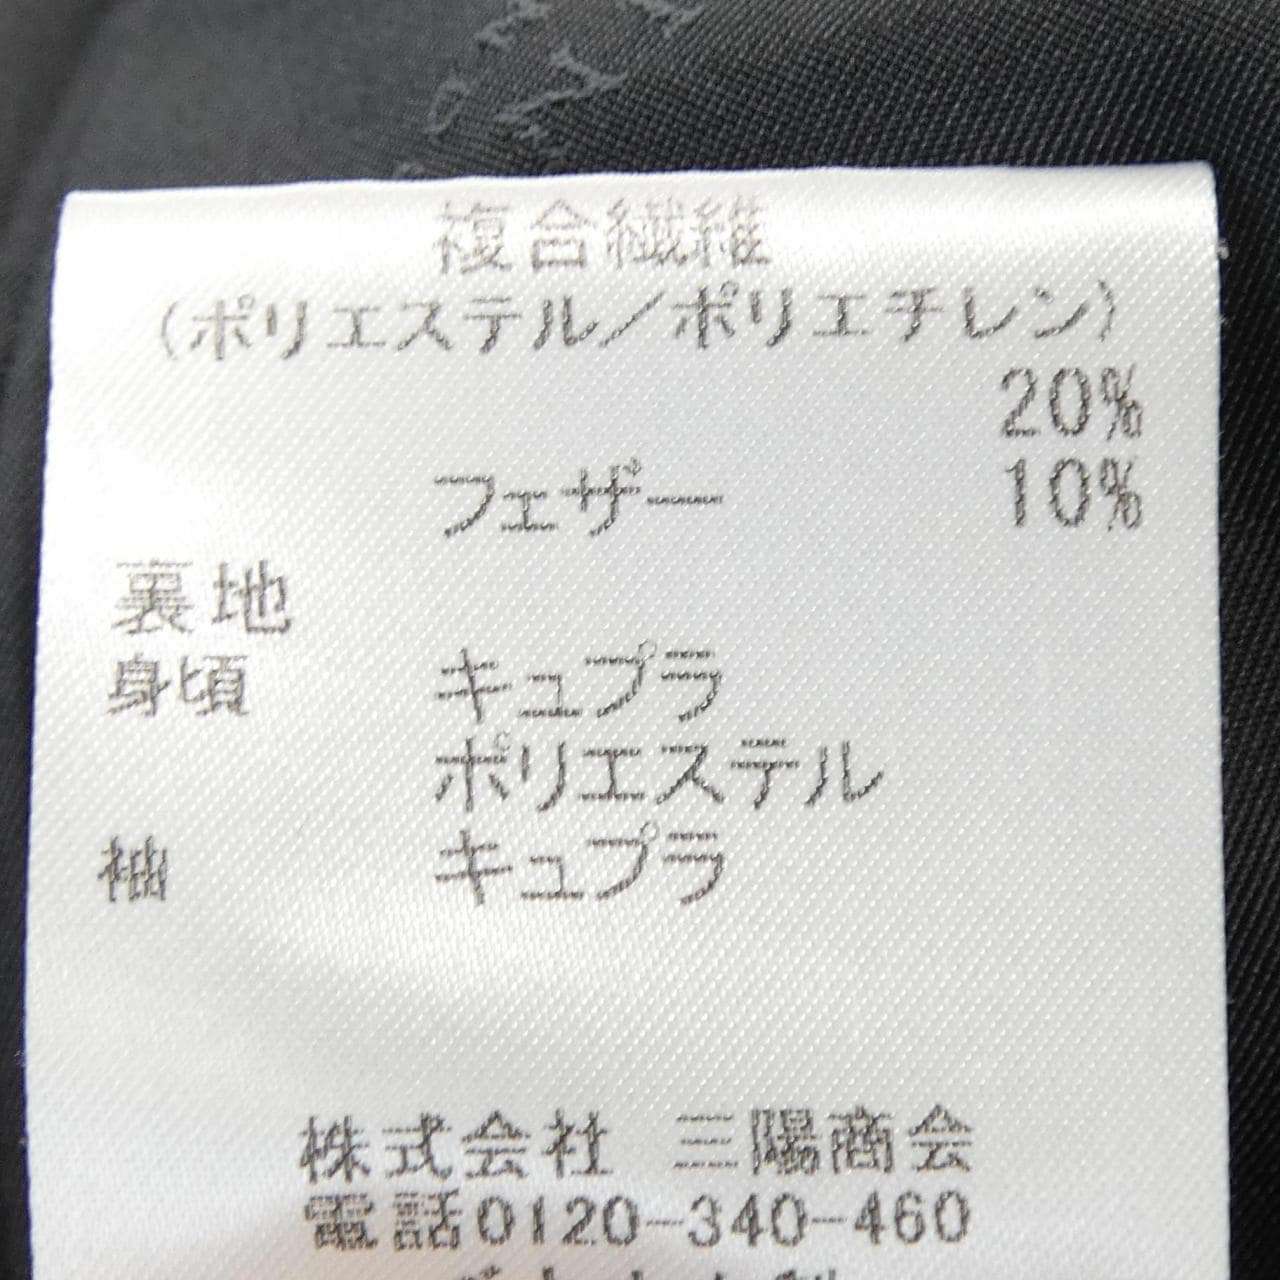 複合繊維
(ポリエステル/ポリエチレン)
20%
フェザー 10%
裏地
身頃 キュプラ
ポリエステル
袖 キュプラ
株式会社 三陽商会
電話0120-340-460